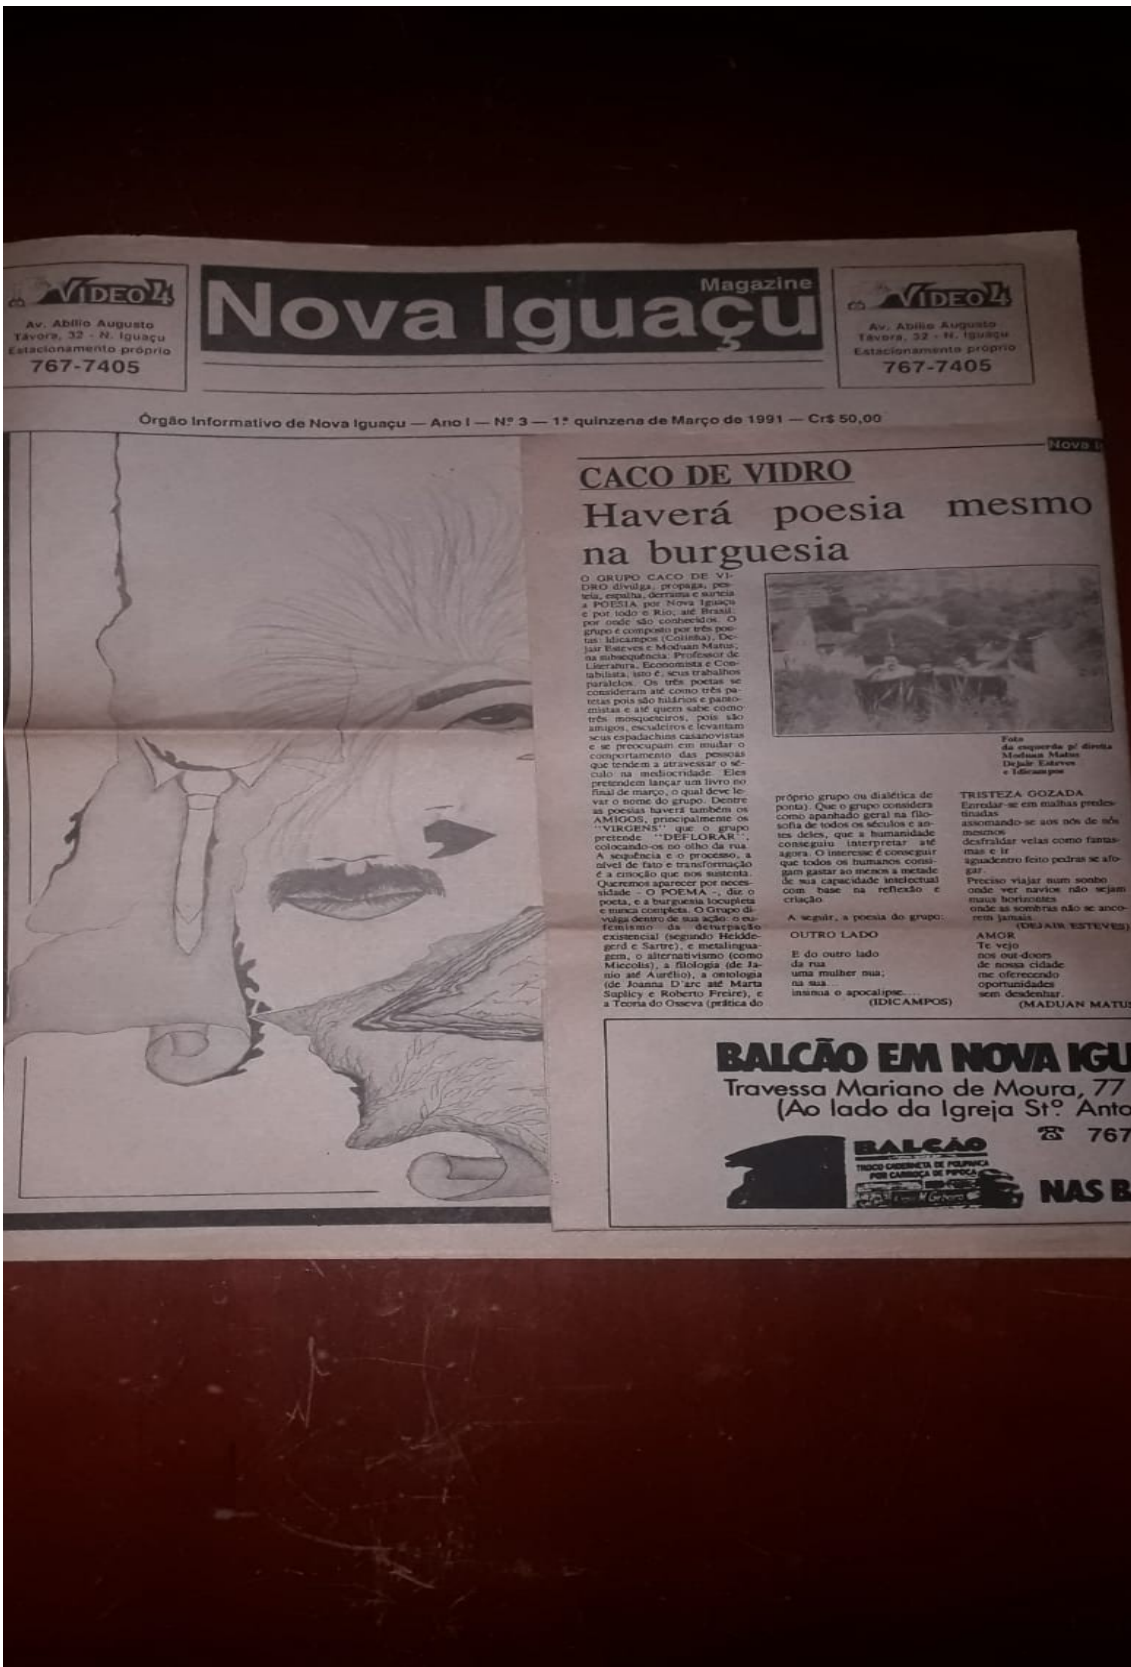 VÍDEO 4
Av. Abílio Augusto
Távora, 32 - N. Iguaçu
Estacionamento próprio
767-7405
Magazine
Nova Iguaçu
VÍDEO 4
Av. Abílio Augusto
Távora, 32 - N. Iguaçu
Estacionamento próprio
767-7405
Órgão Informativo de Nova Iguaçu — Ano I — N.º 3 — 1.ª quinzena de Março de 1991 — Cr$ 50,00
Nova I
CACO DE VIDRO
Haverá poesia mesmo
na burguesia
O GRUPO CACO DE VI-
DRO divulga, propaga, pes-
teia, espalha, derrama e surteia
a POESIA por Nova Iguaçu
e por todo o Rio; até Brasil
por onde são conhecidos. O
grupo é composto por três poe-
tas: Idicampos (Colinha), De-
jair Esteves e Moduan Matus;
na subsequência: Professor de
Literatura, Economista e Con-
tabilista, isto é, seus trabalhos
paralelos. Os três poetas se
consideram até como três pa-
tetas pois são hilários e panto-
mistas e até quem sabe como
três mosqueteiros, pois são
amigos, escudeiros e levantam
seus espadachins casanovistas
e se preocupam em mudar o
comportamento das pessoas
que tendem a atravessar o sé-
culo na mediocridade. Eles
pretendem lançar um livro no
final de março, o qual deve le-
var o nome do grupo. Dentre
as poesias haverá também os
AMIGOS, principalmente os
"VIRGENS" que o grupo
pretende "DEFLORAR",
colocando-os no olho da rua.
A sequência e o processo, a
nível de fato e transformação
é a emoção que nos sustenta.
Queremos aparecer por neces-
sidade - O POEMA -, diz o
poeta, e a burguesia locupleta
e nunca completa. O Grupo di-
vulga dentro de sua ação: o eu-
femismo da deturpação
existencial (segundo Heidde-
gerd e Sartre), e metalingua-
gem, o alternativismo (como
Miccolis), a filologia (de Jâ-
nio até Aurélio), a ontologia
(de Joanna D'arc até Marta
Suplicy e Roberto Freire), e
a Teoria do Osseva (prática do
Foto
da esquerda p/ direita
Moduan Matus
Dejair Esteves
e Idicampos
próprio grupo ou dialética de
ponta). Que o grupo considera
como apanhado geral na filo-
sofia de todos os séculos e an-
tes deles, que a humanidade
conseguiu interpretar até
agora. O interesse é conseguir
que todos os humanos consi-
gam gastar ao menos a metade
de sua capacidade intelectual
com base na reflexão e
criação.
A seguir, a poesia do grupo:
OUTRO LADO
E do outro lado
da rua
uma mulher nua;
na sua...
insinua o apocalipse....
(IDICAMPOS)
TRISTEZA GOZADA
Enredar-se em malhas predes-
tinadas
assomando-se aos nós de nós
mesmos
desfraldar velas como fantas-
mas e ir
aguadentro feito pedras se afo-
gar.
Preciso viajar num sonho
onde ver navios não sejam
maus horizontes
onde as sombras não se anco-
rem jamais.
(DEJAIR ESTEVES)
AMOR
Te vejo
nos out-doors
de nossa cidade
me oferecendo
oportunidades
sem desdenhar.
(MADUAN MATUS
BALCÃO EM NOVA IGU
Travessa Mariano de Moura, 77
(Ao lado da Igreja Stº Anto
767
BALCÃO
TROCO CADERNETA DE POUPANÇA
POR CARROÇA DE PIPOCA
NAS B